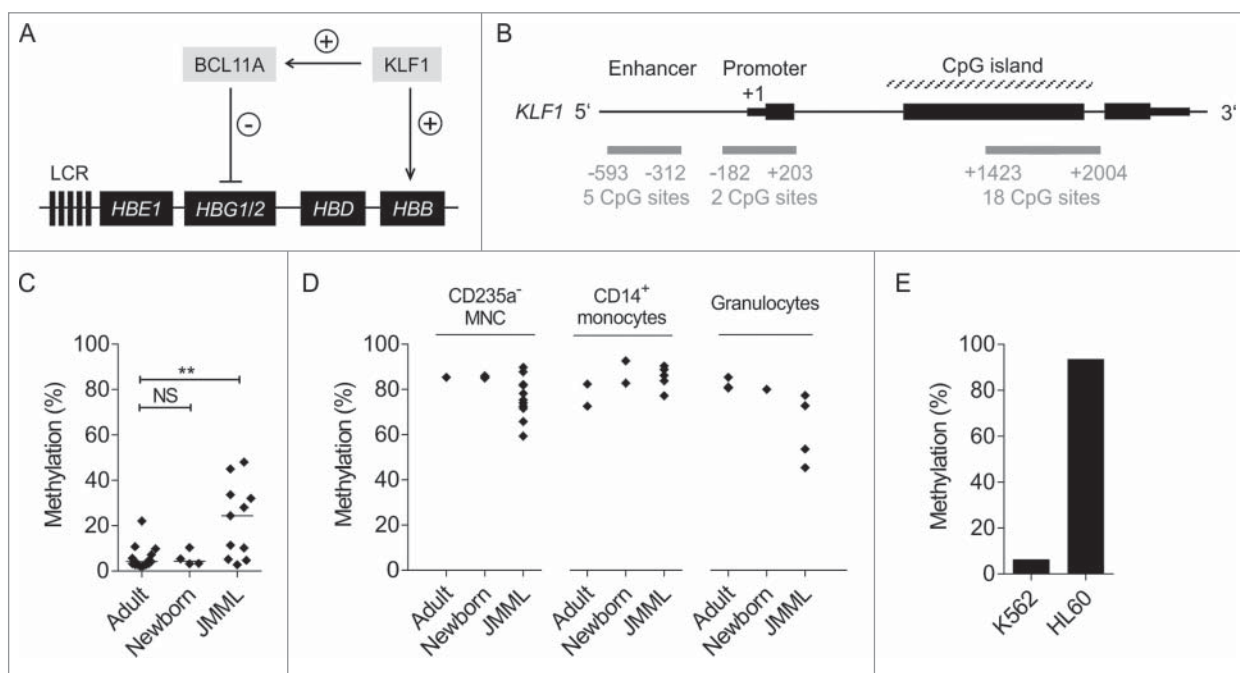 A
BCL11A
+
KLF1
-
+
LCR
HBE1
HBG1/2
HBD
HBB
B
Enhancer
Promoter
CpG island
+1
KLF1 5‘
3‘
-593 -312
-182 +203
+1423 +2004
5 CpG sites
2 CpG sites
18 CpG sites
C
Methylation (%)
100
80
60
40
20
0
**
NS
Adult
Newborn
JMML
D
CD235a-
MNC
CD14+
monocytes
Granulocytes
Methylation (%)
100
80
60
40
20
0
Adult
Newborn
JMML
Adult
Newborn
JMML
Adult
Newborn
JMML
E
Methylation (%)
100
80
60
40
20
0
K562
HL60